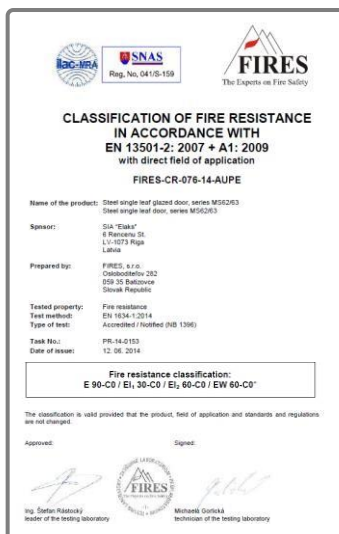 ilac-MRA
SNAS
Reg. No. 041/S-159
FIRES
The Experts on Fire Safety
CLASSIFICATION OF FIRE RESISTANCE
IN ACCORDANCE WITH
EN 13501-2: 2007 + A1: 2009
with direct field of application
FIRES-CR-076-14-AUPE
Name of the product: Steel single leaf glazed door, series MS62/63
Steel single leaf door, series MS62/63
Sponsor: SIA "Elaks"
6 Rencenu St.
LV-1073 Riga
Latvia
Prepared by: FIRES, s.r.o.
Osloboditeľov 282
059 35 Batizovce
Slovak Republic
Tested property: Fire resistance
Test method: EN 1634-1:2014
Type of test: Accredited / Notified (NB 1396)
Task No.: PR-14-0153
Date of issue: 12. 06. 2014
Fire resistance classification:
E 90-C0 / EI₁ 30-C0 / EI₂ 60-C0 / EW 60-C0"
The classification is valid provided that the product, field of application and standards and regulations
are not changed.
Approved: Signed:
FIRES
Ing. Štefan Rástocký Michaela Gorlická
leader of the testing laboratory technician of the testing laboratory